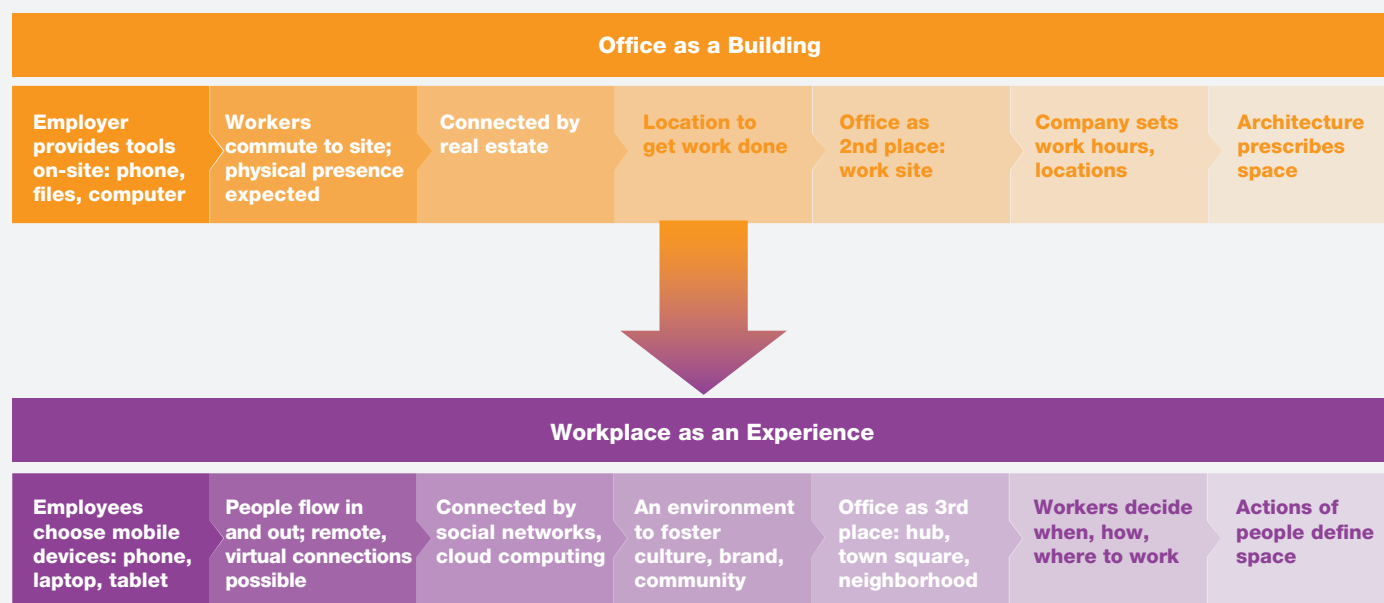 Office as a Building
Employer
provides tools
on-site: phone,
files, computer
Workers
commute to site;
physical presence
expected
Connected by
real estate
Location to
get work done
Office as
2nd place:
work site
Company sets
work hours,
locations
Architecture
prescribes
space
Workplace as an Experience
Employees
choose mobile
devices: phone,
laptop, tablet
People flow in
and out; remote,
virtual connections
possible
Connected by
social networks,
cloud computing
An environment
to foster
culture, brand,
community
Office as 3rd
place: hub,
town square,
neighborhood
Workers decide
when, how,
where to work
Actions of
people define
space